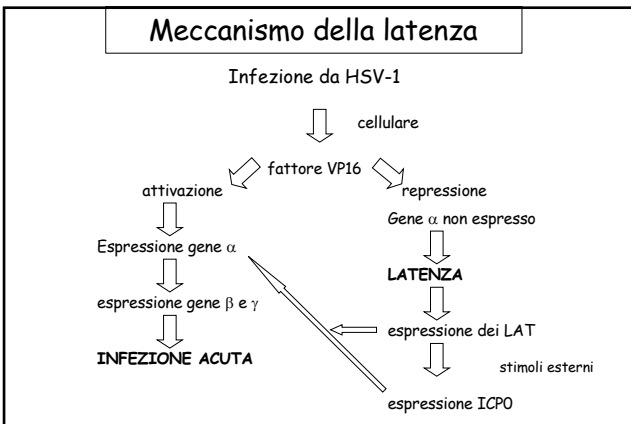 Meccanismo della latenza
Infezione da HSV-1
cellulare
fattore VP16
attivazione
repressione
Gene α non espresso
Espressione gene α
LATENZA
espressione gene β e γ
espressione dei LAT
INFEZIONE ACUTA
stimoli esterni
espressione ICP0